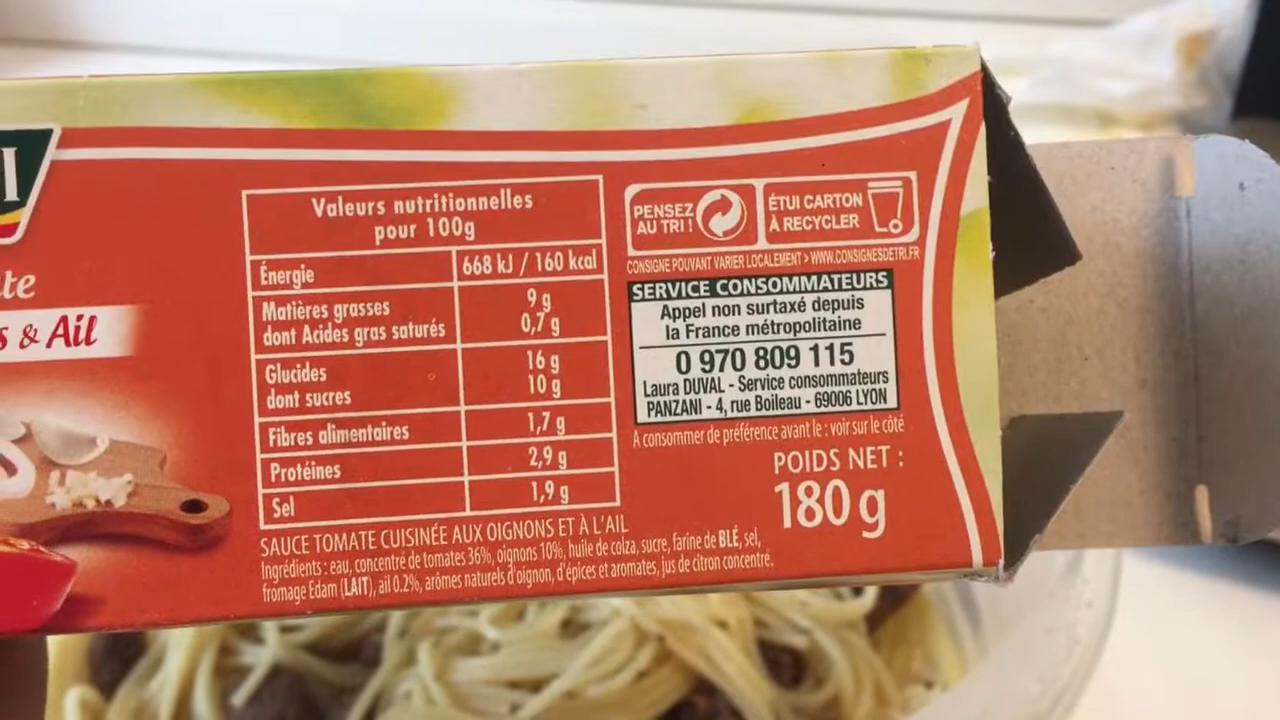 I
te
s & Ail
Valeurs nutritionnelles
pour 100g
Énergie 668 kJ / 160 kcal
Matières grasses 9 g
dont Acides gras saturés 0,7 g
Glucides 16 g
dont sucres 10 g
Fibres alimentaires 1,7 g
Protéines 2,9 g
Sel 1,9 g
SAUCE TOMATE CUISINÉE AUX OIGNONS ET À L'AIL
Ingrédients : eau, concentré de tomates 36%, oignons 10%, huile de colza, sucre, farine de BLÉ, sel,
fromage Edam (LAIT), ail 0.2%, arômes naturels d'oignon, d'épices et aromates, jus de citron concentré.
PENSEZ
AU TRI !
ÉTUI CARTON
À RECYCLER
CONSIGNE POUVANT VARIER LOCALEMENT > WWW.CONSIGNESDETRI.FR
SERVICE CONSOMMATEURS
Appel non surtaxé depuis
la France métropolitaine
0 970 809 115
Laura DUVAL - Service consommateurs
PANZANI - 4, rue Boileau - 69006 LYON
A consommer de préférence avant le : voir sur le côté
POIDS NET :
180 g